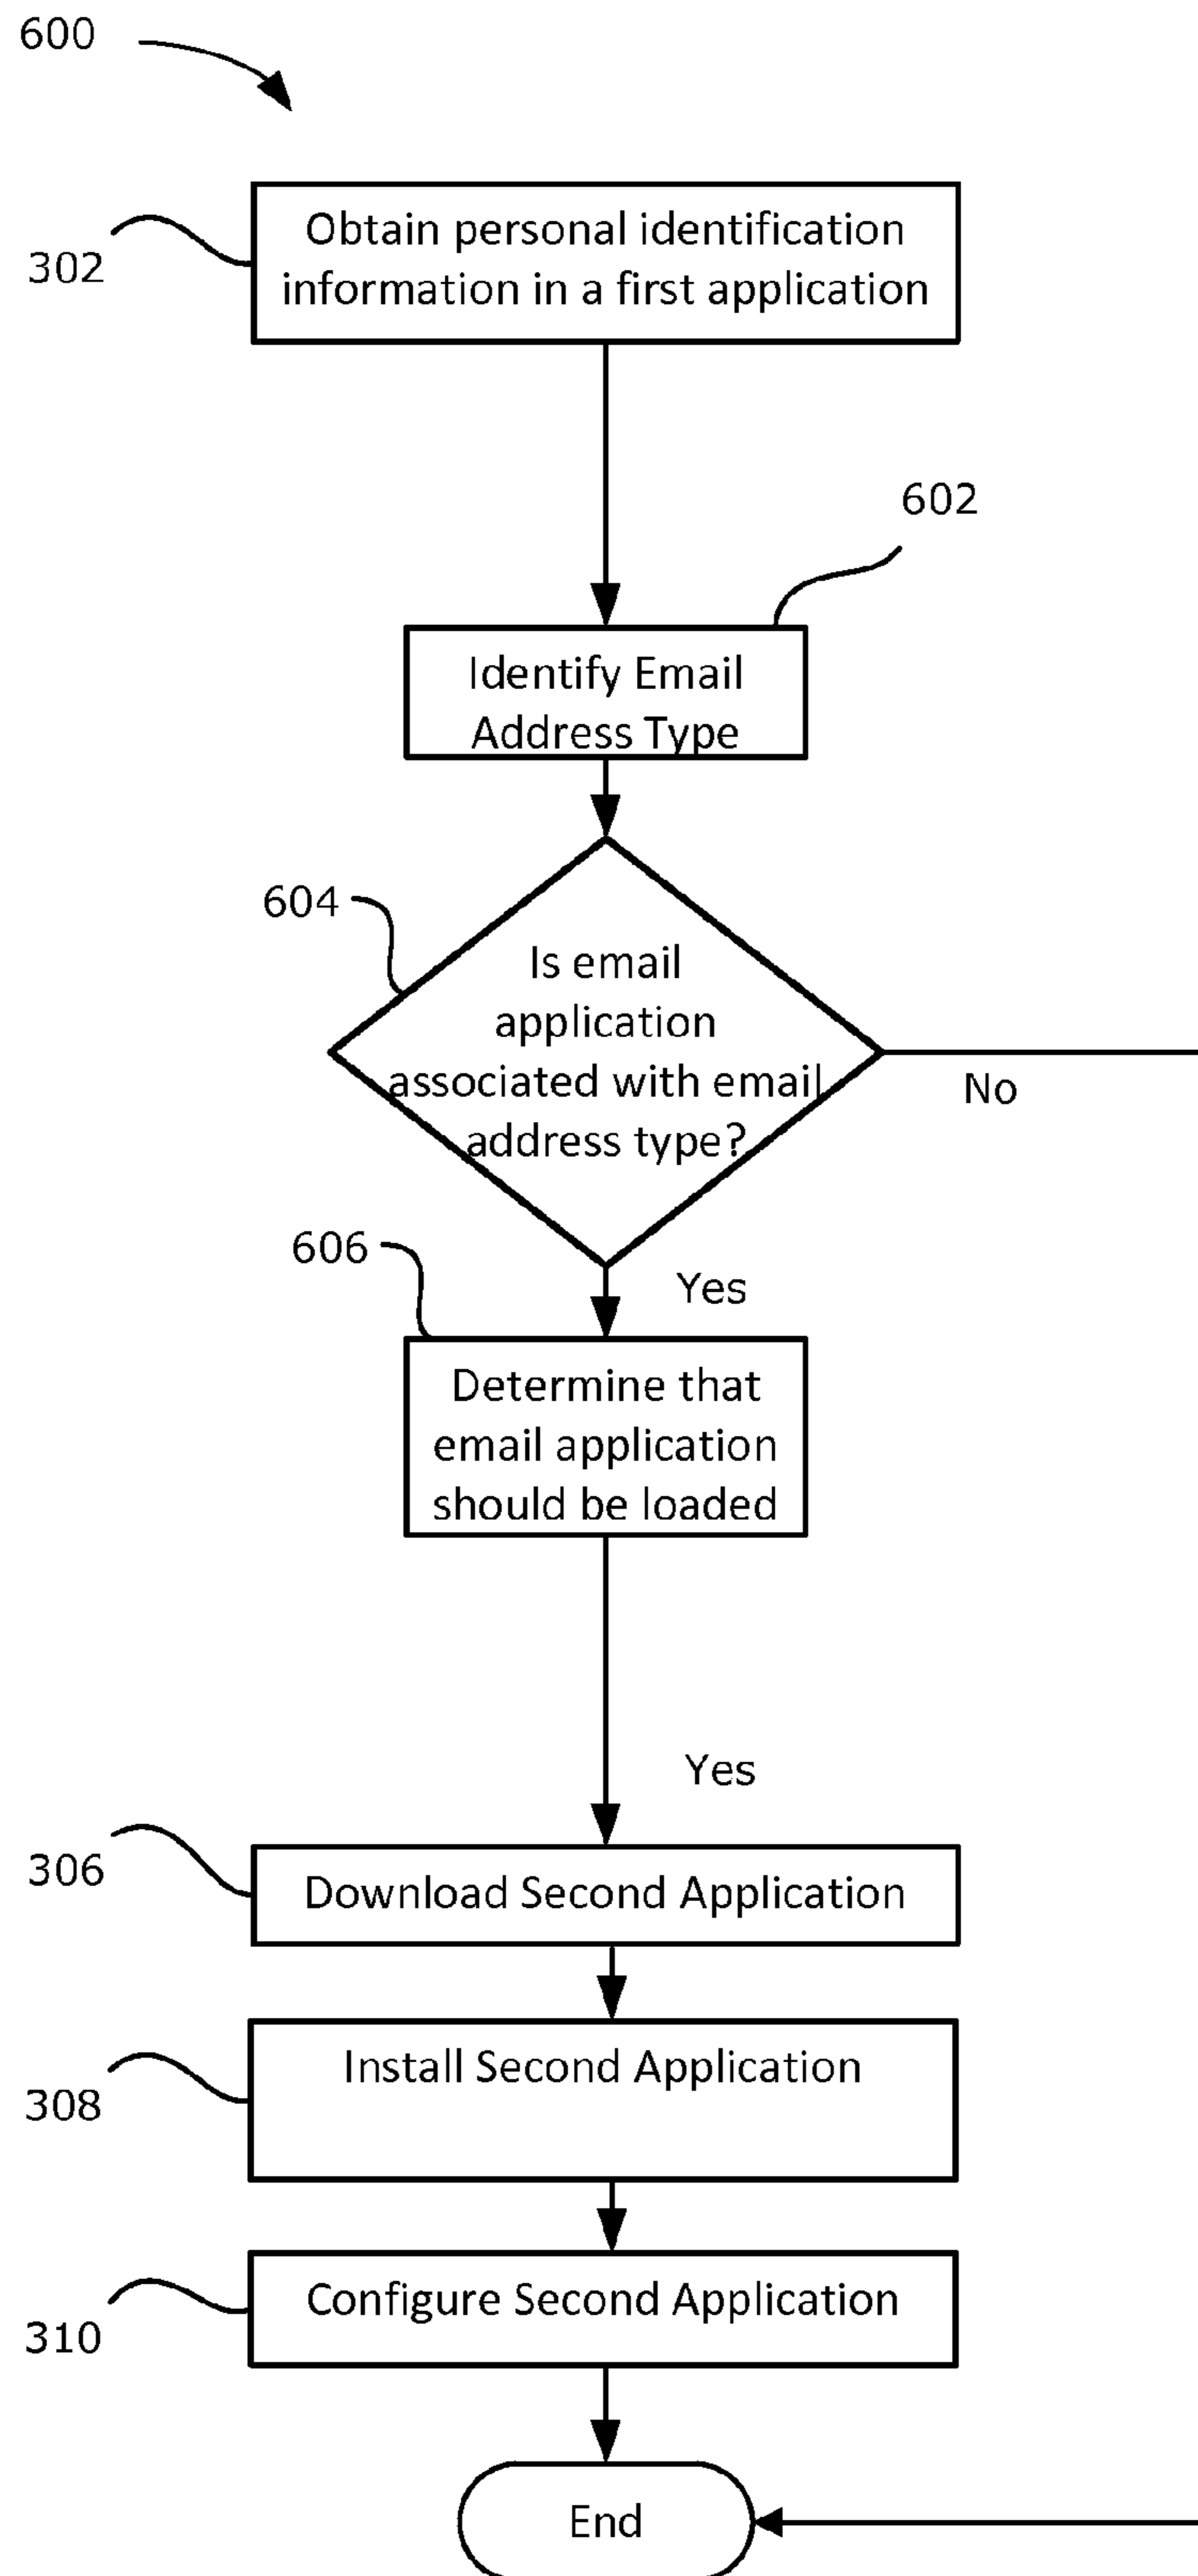 600
302
Obtain personal identification
information in a first application
602
Identify Email
Address Type
604
Is email
application
associated with email
address type?
No
606
Yes
Determine that
email application
should be loaded
Yes
306
Download Second Application
308
Install Second Application
310
Configure Second Application
End